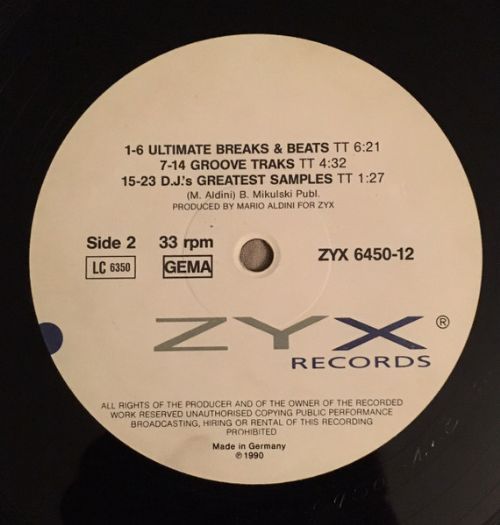 1-6 ULTIMATE BREAKS & BEATS TT 6:21
7-14 GROOVE TRAKS TT 4:32
15-23 D.J.'s GREATEST SAMPLES TT 1:27
(M. Aldini) B. Mikulski Publ.
PRODUCED BY MARIO ALDINI FOR ZYX
Side 2 33 rpm
ZYX 6450-12
LC 6350 GEMA
ZYX ®
RECORDS
ALL RIGHTS OF THE PRODUCER AND OF THE OWNER OF THE RECORDED
WORK RESERVED UNAUTHORISED COPYING PUBLIC PERFORMANCE
BROADCASTING, HIRING OR RENTAL OF THIS RECORDING
PROHIBITED
Made in Germany
℗ 1990